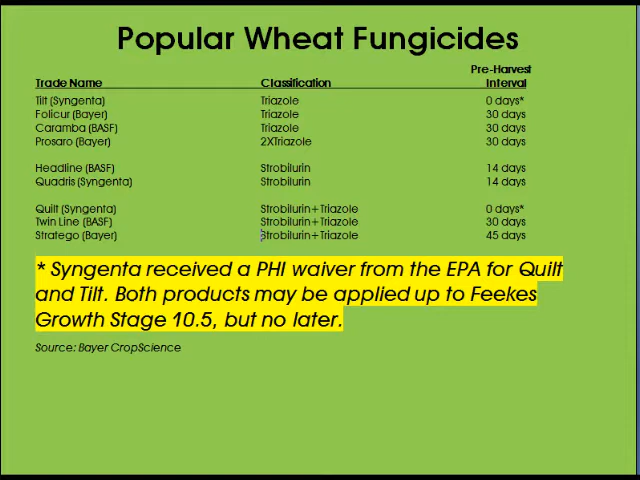 Popular Wheat Fungicides
Pre-Harvest
Trade Name Classification Interval
Tilt (Syngenta) Triazole 0 days*
Folicur (Bayer) Triazole 30 days
Caramba (BASF) Triazole 30 days
Prosaro (Bayer) 2XTriazole 30 days
Headline (BASF) Strobilurin 14 days
Quadris (Syngenta) Strobilurin 14 days
Quilt (Syngenta) Strobilurun+Triazole 0 days*
Twin Line (BASF) Strobilurun+Triazole 30 days
Stratego (Bayer) Strobilurun+Triazole 45 days
* Syngenta received a PHI waiver from the EPA for Quilt
and Tilt. Both products may be applied up to Feekes
Growth Stage 10.5, but no later.
Source: Bayer CropScience